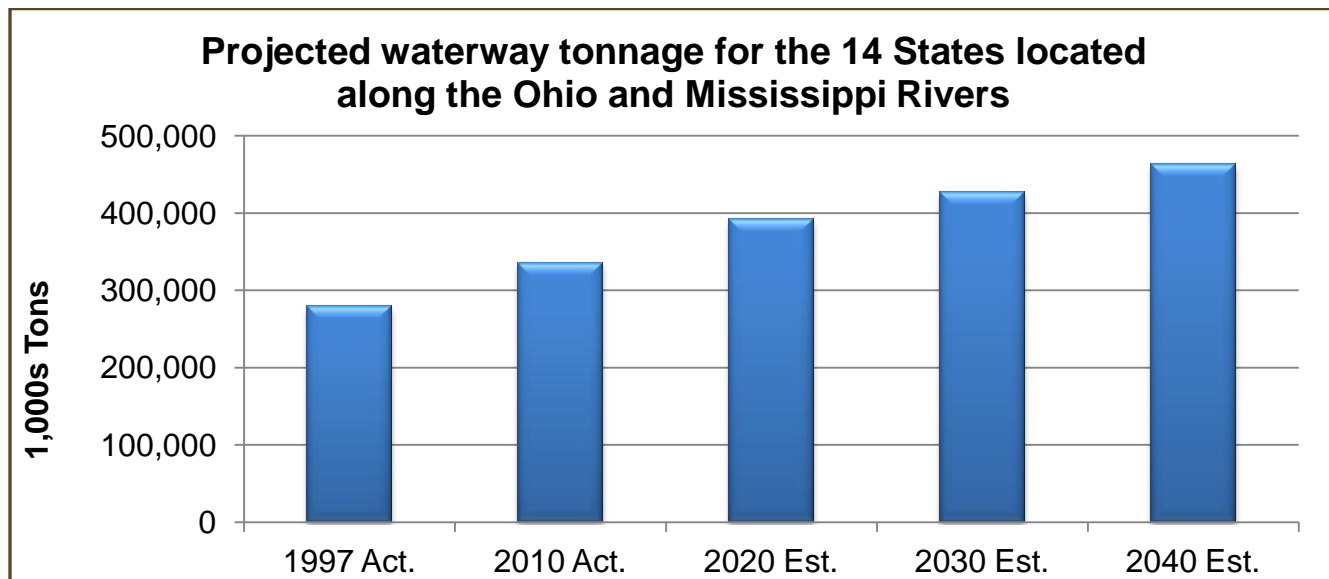 Projected waterway tonnage for the 14 States located
along the Ohio and Mississippi Rivers
1,000s Tons
500,000
400,000
300,000
200,000
100,000
0
1997 Act.
2010 Act.
2020 Est.
2030 Est.
2040 Est.